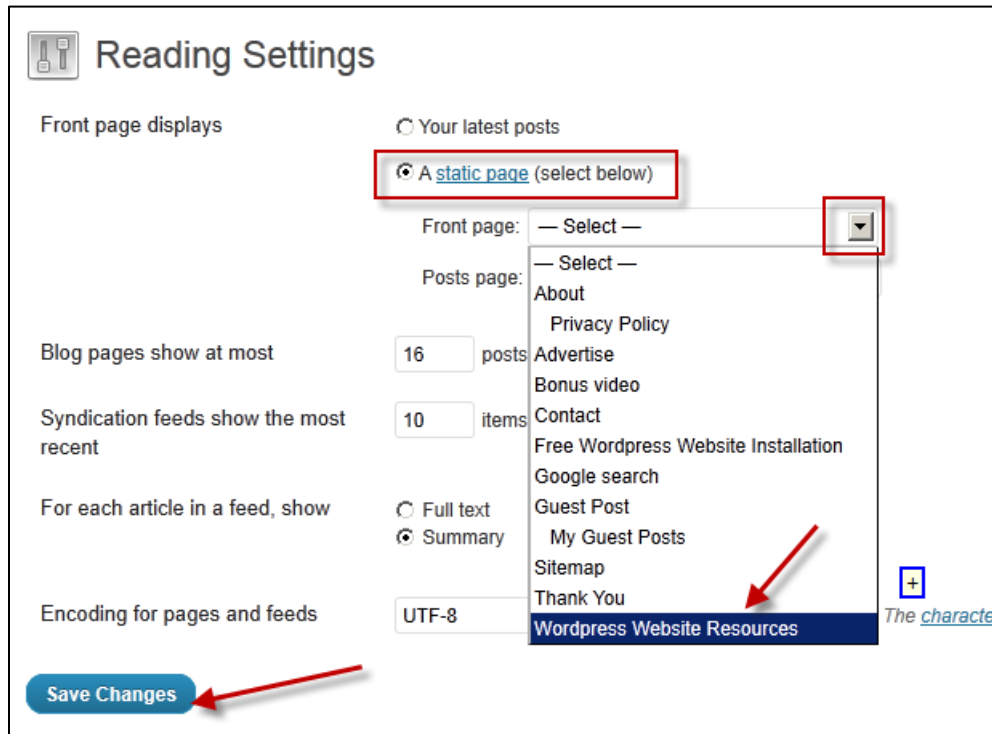 Reading Settings
Front page displays
Your latest posts
A static page (select below)
Front page: — Select —
— Select —
Posts page:
About
Privacy Policy
Blog pages show at most
16 posts
Advertise
Bonus video
Contact
Syndication feeds show the most
recent
10 items
Free Wordpress Website Installation
Google search
Guest Post
For each article in a feed, show
Full text
Summary
My Guest Posts
Sitemap
Thank You
+
Encoding for pages and feeds
UTF-8
Wordpress Website Resources
The characte
Save Changes